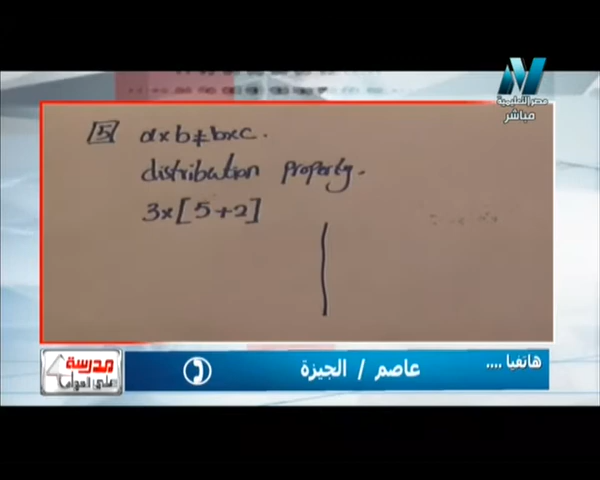 مصر التعليمية
مباشر
[5] a×b≠b×c.
distribution property.
3×[5+2]
هاتفيا ....
عاصم / الجيزة
مدرسة
على الهواء